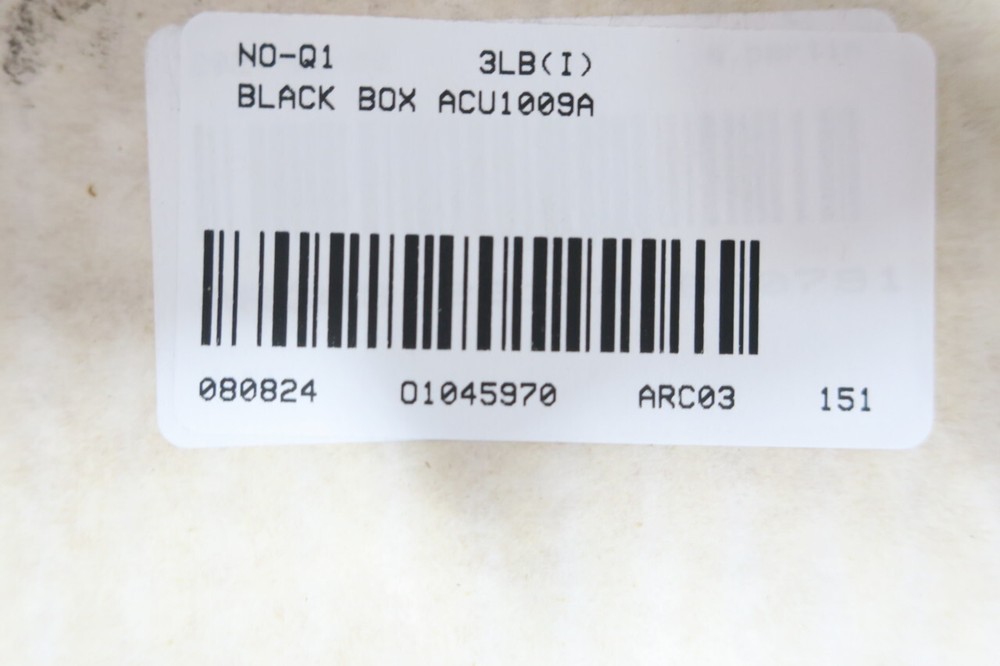 NO-Q1 3LB(I)
BLACK BOX ACU1009A
080824 01045970 ARC03 151